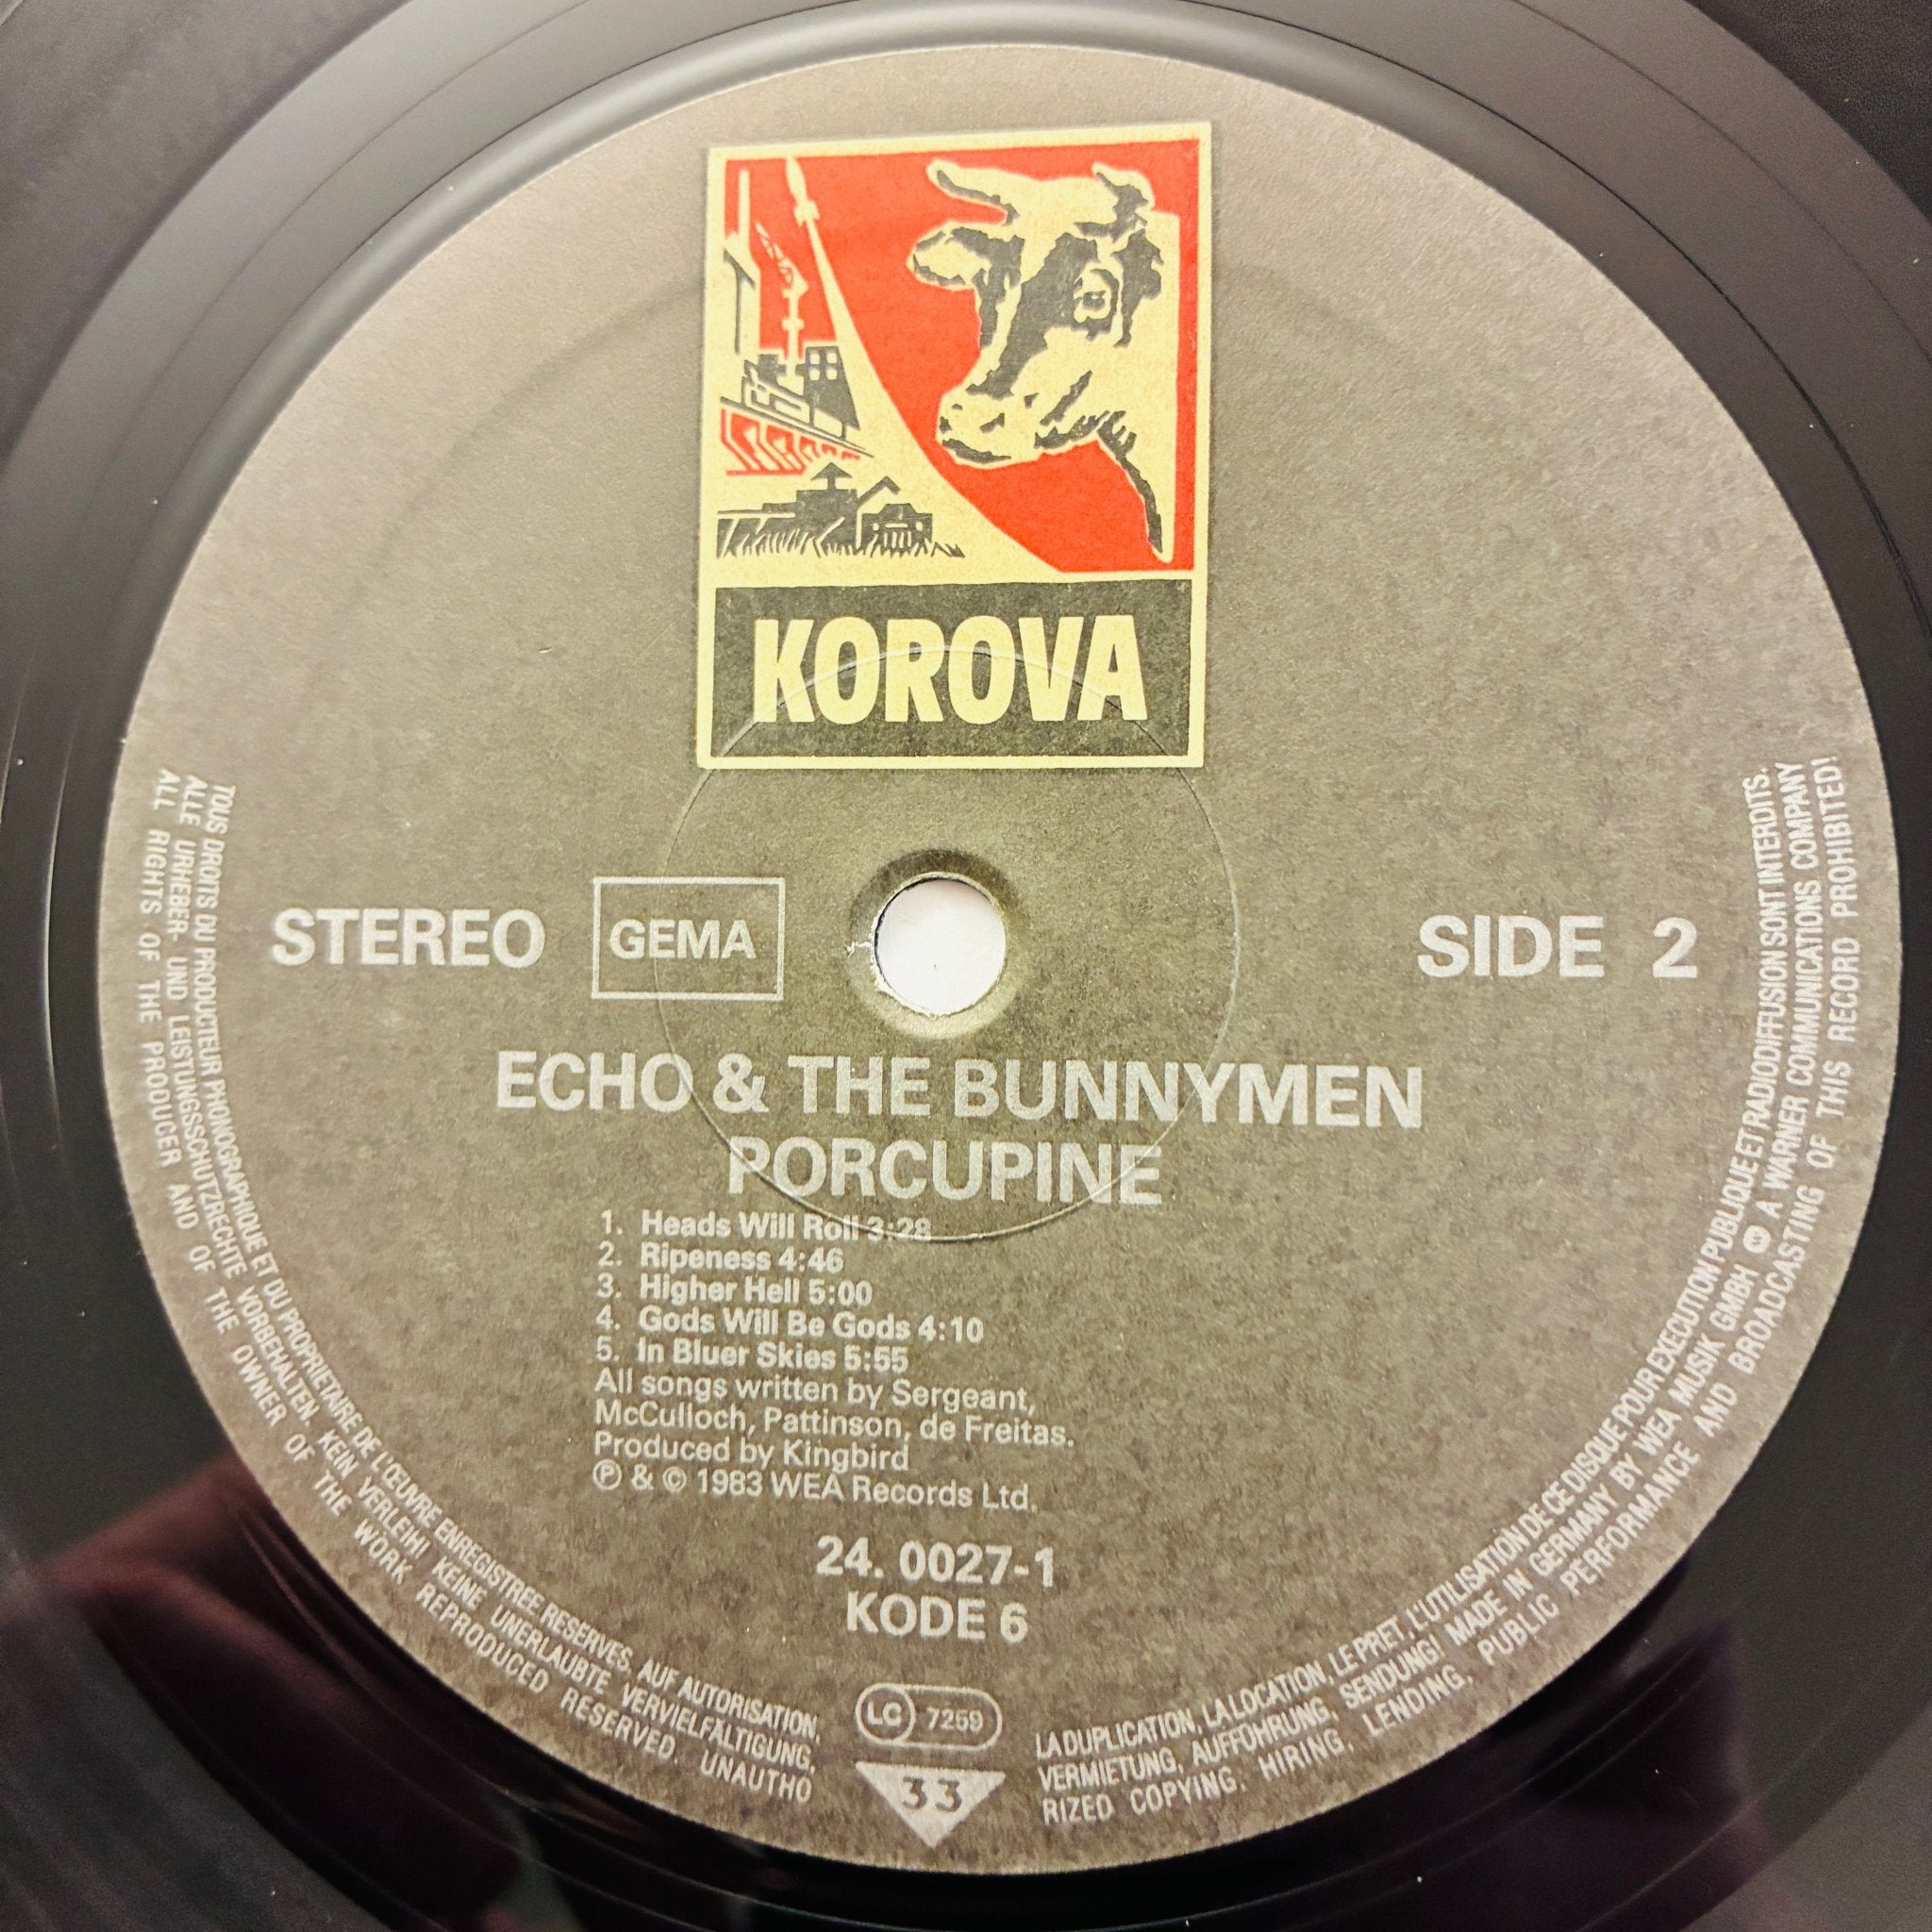 KOROVA
STEREO
GEMA
SIDE 2
ECHO & THE BUNNYMEN
PORCUPINE
1. Heads Will Roll 3:28
2. Ripeness 4:46
3. Higher Hell 5:00
4. Gods Will Be Gods 4:10
5. In Bluer Skies 5:55
All songs written by Sergeant,
McCulloch, Pattinson, de Freitas.
Produced by Kingbird
℗ & © 1983 WEA Records Ltd.
24. 0027-1
KODE 6
LC 7259
33
TOUS DROITS DU PRODUCTEUR PHONOGRAPHIQUE ET DU PROPRIETAIRE DE L'ŒUVRE ENREGISTREE RESERVES. AUF AUTORISATION,
LA DUPLICATION, LA LOCATION, LE PRET, L'UTILISATION DE CE DISQUE POUR EXECUTION PUBLIQUE ET RADIODIFFUSION SONT INTERDITS.
ALLE URHEBER- UND LEISTUNGSSCHUTZRECHTE VORBEHALTEN. KEIN VERLEIH! KEINE UNERLAUBTE VERVIELFÄLTIGUNG,
VERMIETUNG, AUFFÜHRUNG, SENDUNG! MADE IN GERMANY BY WEA MUSIK GMBH A WARNER COMMUNICATIONS COMPANY
ALL RIGHTS OF THE PRODUCER AND OF THE OWNER OF THE WORK REPRODUCED RESERVED. UNAUTHO
RIZED COPYING, HIRING, LENDING, PUBLIC PERFORMANCE AND BROADCASTING OF THIS RECORD PROHIBITED!